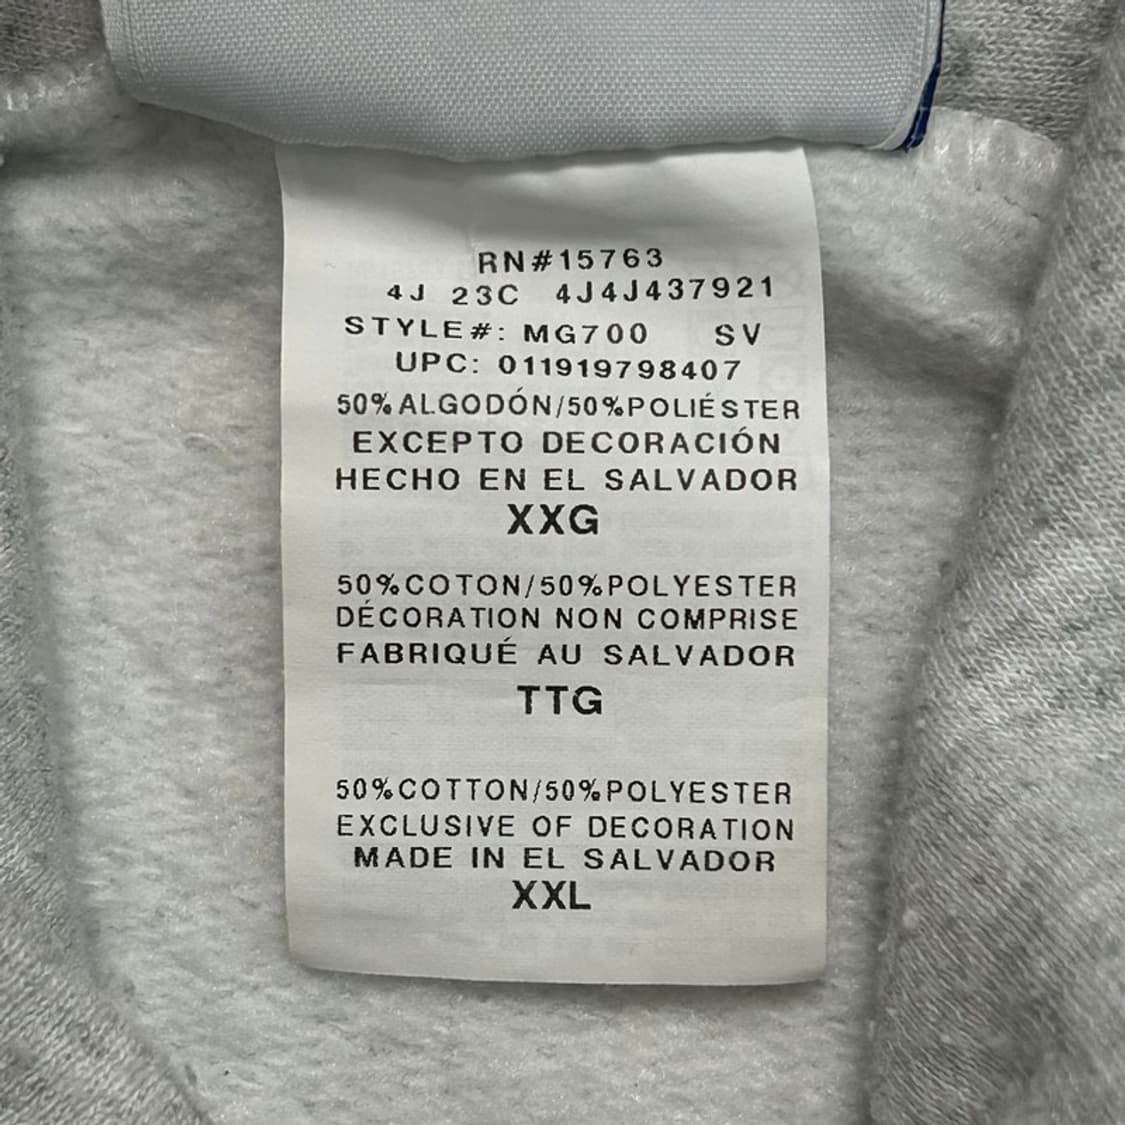 RN#15763
4J 23C 4J4J437921
STYLE#: MG700 SV
UPC: 011919798407
50%ALGODÓN/50%POLIÉSTER
EXCEPTO DECORACIÓN
HECHO EN EL SALVADOR
XXG
50%COTON/50%POLYESTER
DÉCORATION NON COMPRISE
FABRIQUÉ AU SALVADOR
TTG
50%COTTON/50%POLYESTER
EXCLUSIVE OF DECORATION
MADE IN EL SALVADOR
XXL